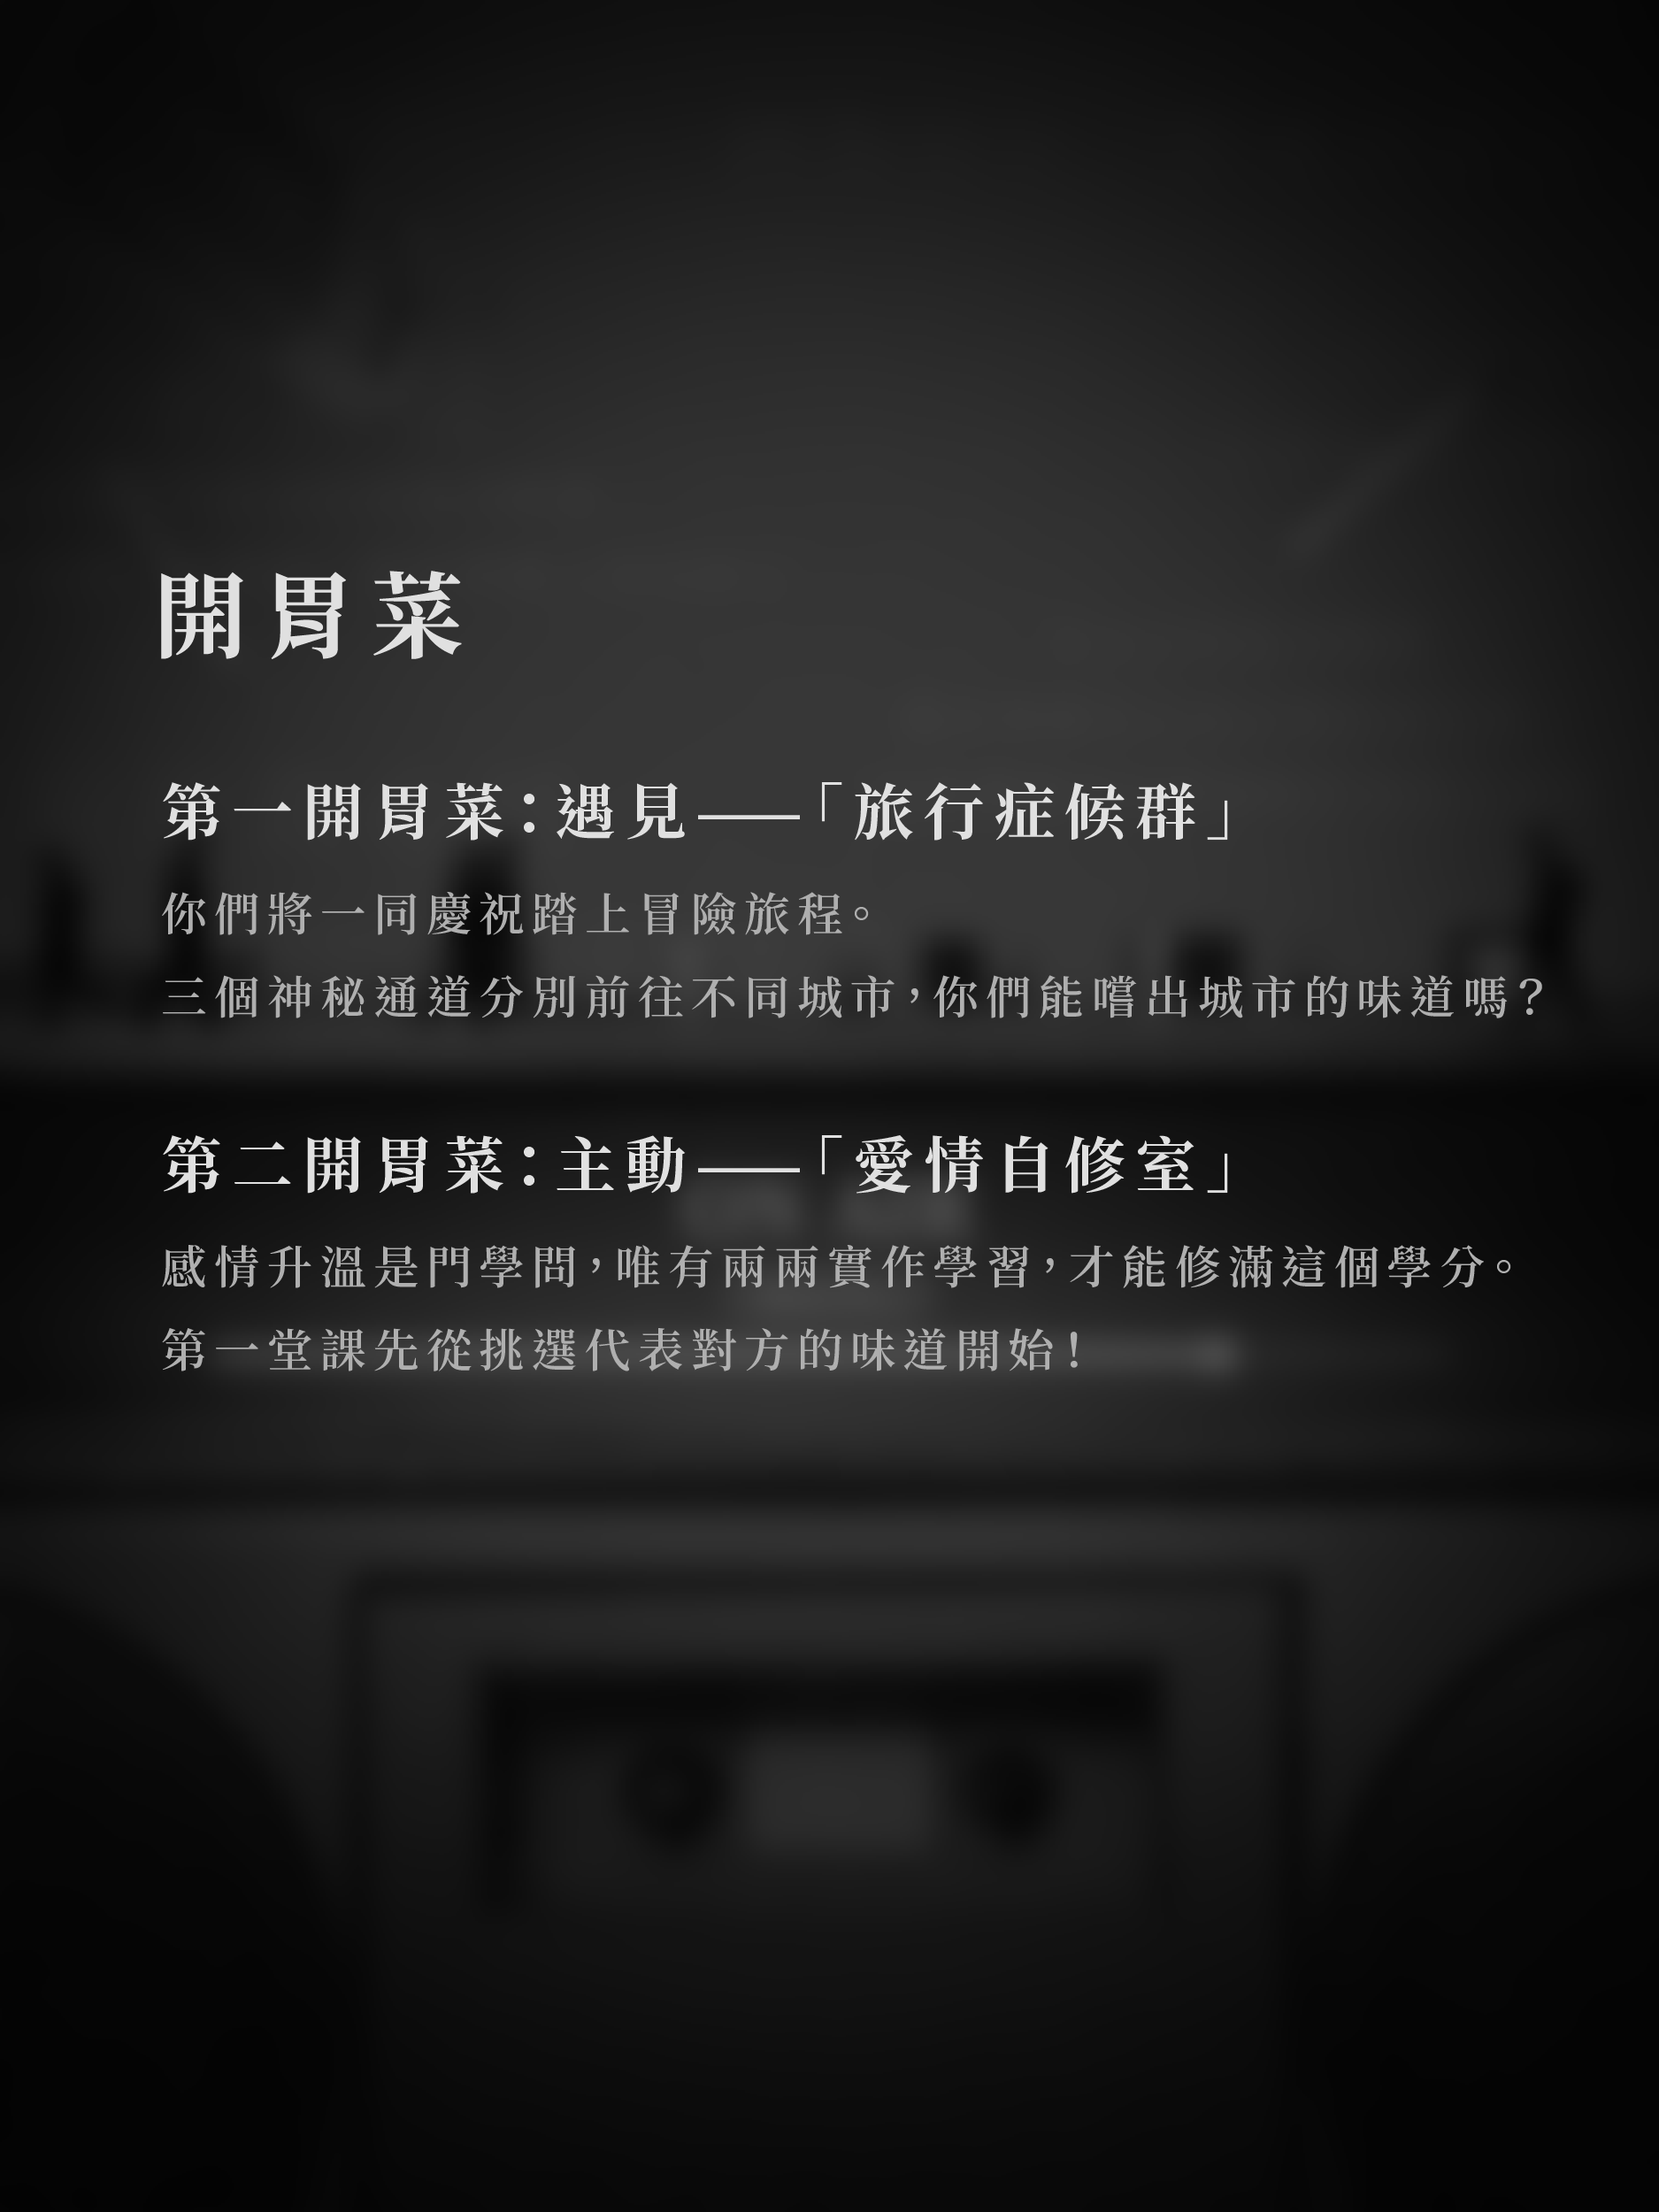 開胃菜
第一開胃菜：遇見——「旅行症候群」
你們將一同慶祝踏上冒險旅程。
三個神秘通道分別前往不同城市，你們能嚐出城市的味道嗎？
第二開胃菜：主動——「愛情自修室」
感情升溫是門學問，唯有兩兩實作學習，才能修滿這個學分。
第一堂課先從挑選代表對方的味道開始！